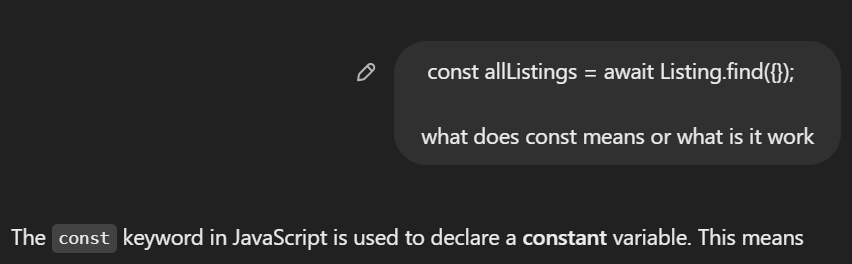 const allListings = await Listing.find({});
what does const means or what is it work
The const keyword in JavaScript is used to declare a constant variable. This means